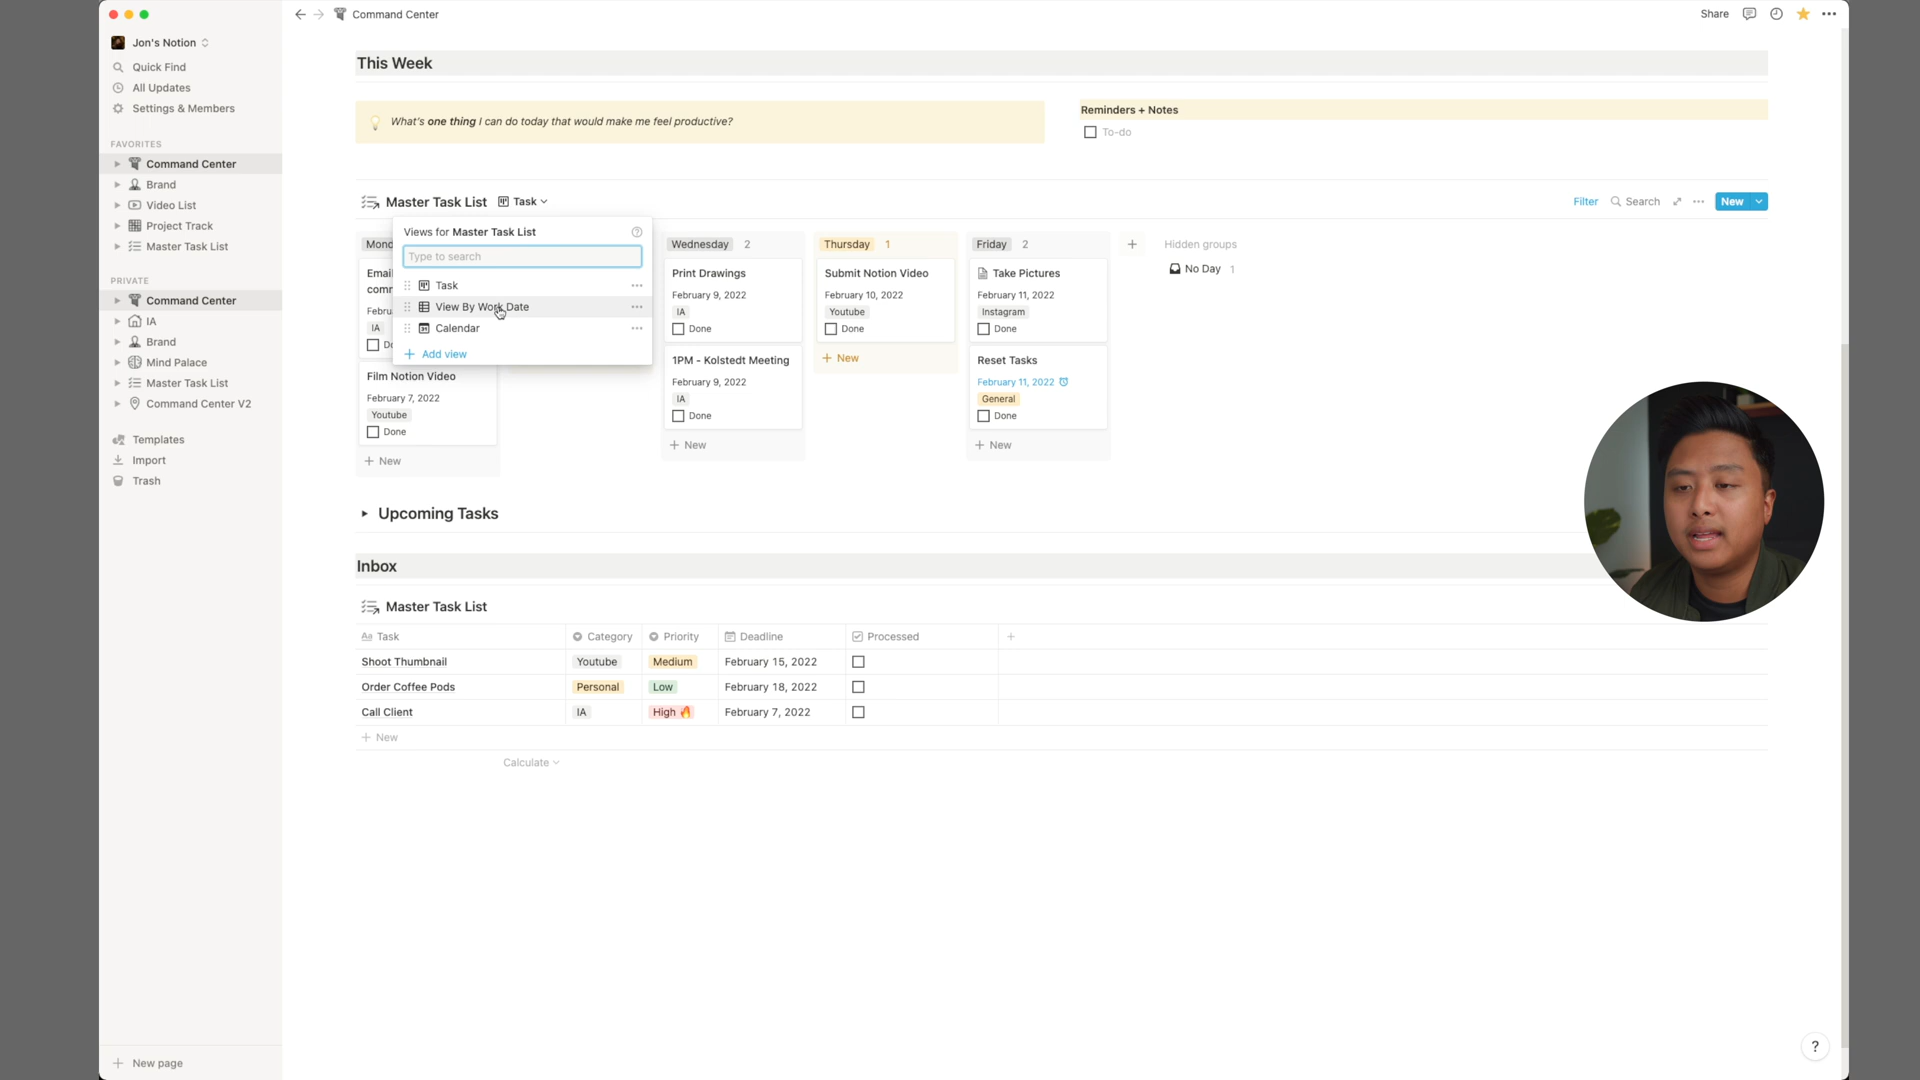 Command Center
Share
Jon's Notion
Quick Find
All Updates
Settings & Members
FAVORITES
Command Center
Brand
Video List
Project Track
Master Task List
PRIVATE
Command Center
IA
Brand
Mind Palace
Master Task List
Command Center V2
Templates
Import
Trash
New page
This Week
What's one thing I can do today that would make me feel productive?
Reminders + Notes
To-do
Master Task List Task
Filter Search New
Views for Master Task List
Type to search
Task
View By Work Date
Calendar
Add view
Film Notion Video
February 7, 2022
Youtube
Done
New
Wednesday 2
Print Drawings
February 9, 2022
IA
Done
1PM - Kolstedt Meeting
February 9, 2022
IA
Done
New
Thursday 1
Submit Notion Video
February 10, 2022
Youtube
Done
New
Friday 2
Take Pictures
February 11, 2022
Instagram
Done
Reset Tasks
February 11, 2022
General
Done
New
Hidden groups
No Day 1
Upcoming Tasks
Inbox
Master Task List
Aa Task Category Priority Deadline Processed
Shoot Thumbnail Youtube Medium February 15, 2022
Order Coffee Pods Personal Low February 18, 2022
Call Client IA High February 7, 2022
New
Calculate
?